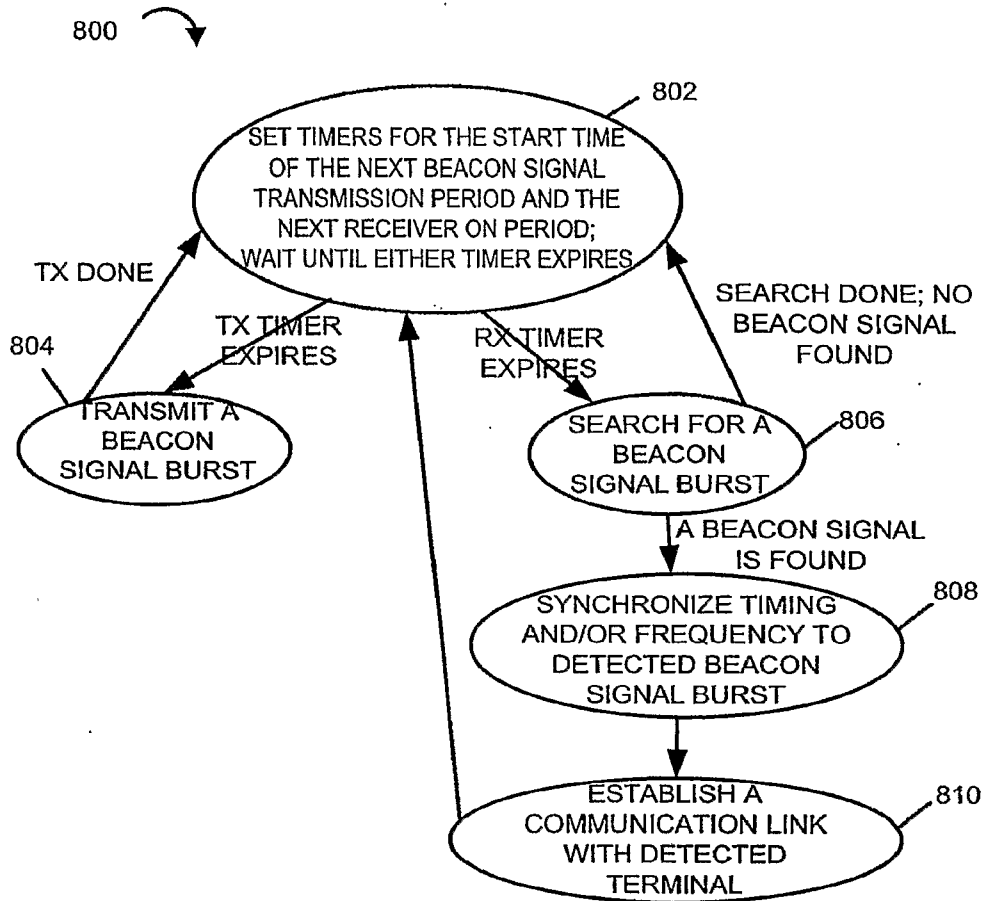 800
802
SET TIMERS FOR THE START TIME
OF THE NEXT BEACON SIGNAL
TRANSMISSION PERIOD AND THE
NEXT RECEIVER ON PERIOD;
WAIT UNTIL EITHER TIMER EXPIRES
TX DONE
TX TIMER
EXPIRES
RX TIMER
EXPIRES
SEARCH DONE; NO
BEACON SIGNAL
FOUND
804
TRANSMIT A
BEACON
SIGNAL BURST
SEARCH FOR A
BEACON
SIGNAL BURST
806
A BEACON SIGNAL
IS FOUND
808
SYNCHRONIZE TIMING
AND/OR FREQUENCY TO
DETECTED BEACON
SIGNAL BURST
810
ESTABLISH A
COMMUNICATION LINK
WITH DETECTED
TERMINAL